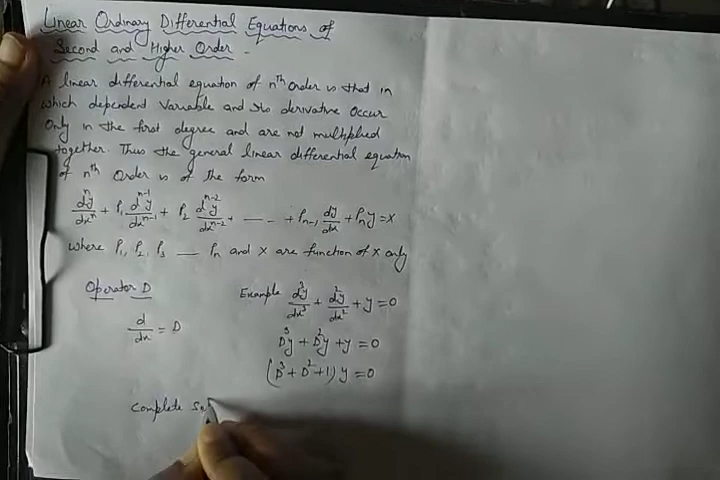 Linear Ordinary Differential Equations of
Second and Higher Order -
A linear differential equation of nth Order is that in
which dependent Variable and its derivative Occur
Only in the first degree and are not multiplied
together. Thus the general linear differential equation
of nth Order is of the form
dⁿy/dxⁿ + P₁ dⁿ⁻¹y/dxⁿ⁻¹ + P₂ dⁿ⁻²y/dxⁿ⁻² + --- + Pₙ₋₁ dy/dx + Pₙy = X
where P₁, P₂, P₃ — Pₙ and X are function of x only
Operator D
d/dx = D
Example d³y/dx³ + d²y/dx² + y = 0
D³y + D²y + y = 0
(D³ + D² + 1) y = 0
Complete